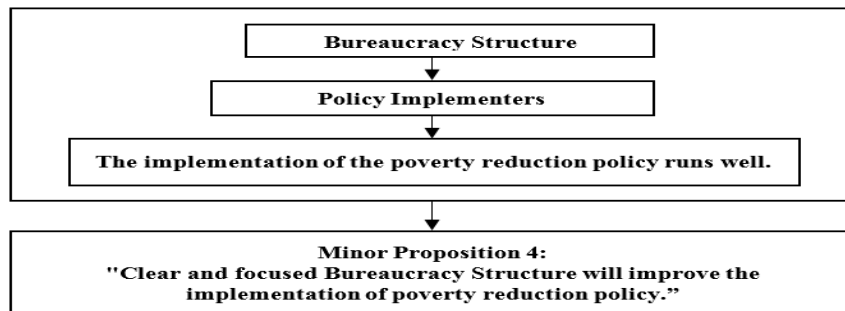 Bureaucracy Structure
Policy Implementers
The implementation of the poverty reduction policy runs well.
Minor Proposition 4:
"Clear and focused Bureaucracy Structure will improve the
implementation of poverty reduction policy.”